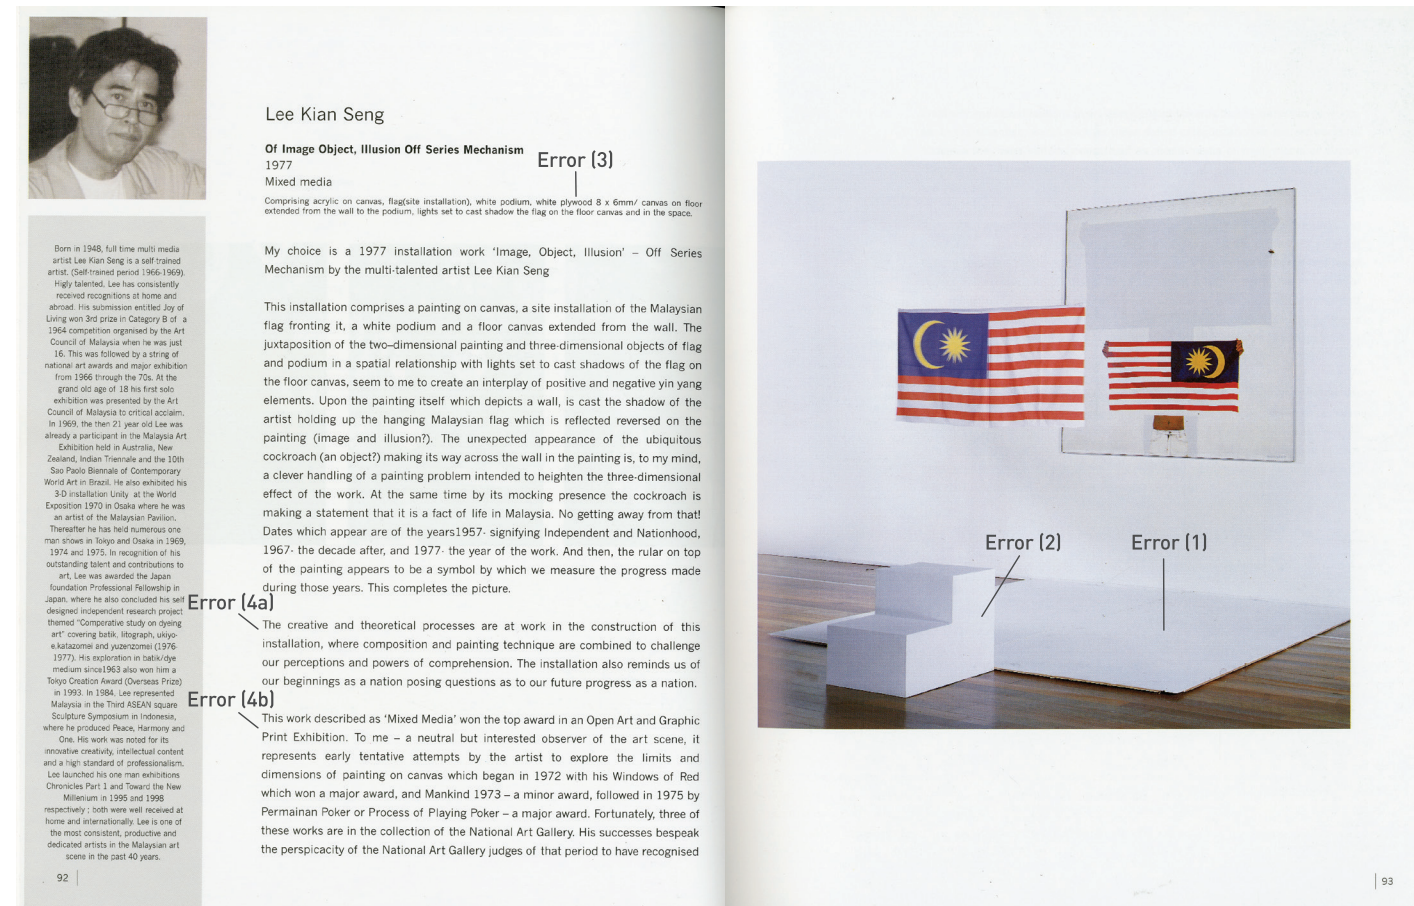 Lee Kian Seng
Of Image Object, Illusion Off Series Mechanism
1977
Mixed media
Error (3)
Comprising acrylic on canvas, flag(site installation), white podium, white plywood 8 x 6mm/ canvas on floor
extended from the wall to the podium, lights set to cast shadow the flag on the floor canvas and in the space.
My choice is a 1977 installation work ‘Image, Object, Illusion’ – Off Series
Mechanism by the multi-talented artist Lee Kian Seng
This installation comprises a painting on canvas, a site installation of the Malaysian
flag fronting it, a white podium and a floor canvas extended from the wall. The
juxtaposition of the two–dimensional painting and three-dimensional objects of flag
and podium in a spatial relationship with lights set to cast shadows of the flag on
the floor canvas, seem to me to create an interplay of positive and negative yin yang
elements. Upon the painting itself which depicts a wall, is cast the shadow of the
artist holding up the hanging Malaysian flag which is reflected reversed on the
painting (image and illusion?). The unexpected appearance of the ubiquitous
cockroach (an object?) making its way across the wall in the painting is, to my mind,
a clever handling of a painting problem intended to heighten the three-dimensional
effect of the work. At the same time by its mocking presence the cockroach is
making a statement that it is a fact of life in Malaysia. No getting away from that!
Dates which appear are of the years1957- signifying Independent and Nationhood,
1967- the decade after, and 1977- the year of the work. And then, the rular on top
of the painting appears to be a symbol by which we measure the progress made
during those years. This completes the picture.
Error (4a)
The creative and theoretical processes are at work in the construction of this
installation, where composition and painting technique are combined to challenge
our perceptions and powers of comprehension. The installation also reminds us of
our beginnings as a nation posing questions as to our future progress as a nation.
Error (4b)
This work described as ‘Mixed Media’ won the top award in an Open Art and Graphic
Print Exhibition. To me – a neutral but interested observer of the art scene, it
represents early tentative attempts by the artist to explore the limits and
dimensions of painting on canvas which began in 1972 with his Windows of Red
which won a major award, and Mankind 1973 – a minor award, followed in 1975 by
Permainan Poker or Process of Playing Poker – a major award. Fortunately, three of
these works are in the collection of the National Art Gallery. His successes bespeak
the perspicacity of the National Art Gallery judges of that period to have recognised
Born in 1948, full time multi media
artist Lee Kian Seng is a self-trained
artist. (Self-trained period 1966-1969).
Higly talented, Lee has consistently
received recognitions at home and
abroad. His submission entitled Joy of
Living won 3rd prize in Category B of a
1964 competition organised by the Art
Council of Malaysia when he was just
16. This was followed by a string of
national art awards and major exhibition
from 1966 through the 70s. At the
grand old age of 18 his first solo
exhibition was presented by the Art
Council of Malaysia to critical acclaim.
In 1969, the then 21 year old Lee was
already a participant in the Malaysia Art
Exhibition held in Australia, New
Zealand, Indian Triennale and the 10th
Sao Paolo Biennale of Contemporary
World Art in Brazil. He also exhibited his
3-D installation Unity at the World
Exposition 1970 in Osaka where he was
an artist of the Malaysian Pavilion.
Thereafter he has held numerous one
man shows in Tokyo and Osaka in 1969,
1974 and 1975. In recognition of his
outstanding talent and contributions to
art, Lee was awarded the Japan
foundation Professional Fellowship in
Japan, where he also concluded his self
designed independent research project
themed "Comperative study on dyeing
art" covering batik, litograph, ukiyo-
e,katazomei and yuzenzomei (1976-
1977). His exploration in batik/dye
medium since1963 also won him a
Tokyo Creation Award (Overseas Prize)
in 1993. In 1984, Lee represented
Malaysia in the Third ASEAN square
Sculpture Symposium in Indonesia,
where he produced Peace, Harmony and
One. His work was noted for its
innovative creativity, intellectual content
and a high standard of professionalism.
Lee launched his one man exhibitions
Chronicles Part 1 and Toward the New
Millenium in 1995 and 1998
respectively ; both were well received at
home and internationally. Lee is one of
the most consistent, productive and
dedicated artists in the Malaysian art
scene in the past 40 years.
92
Error (2)
Error (1)
93